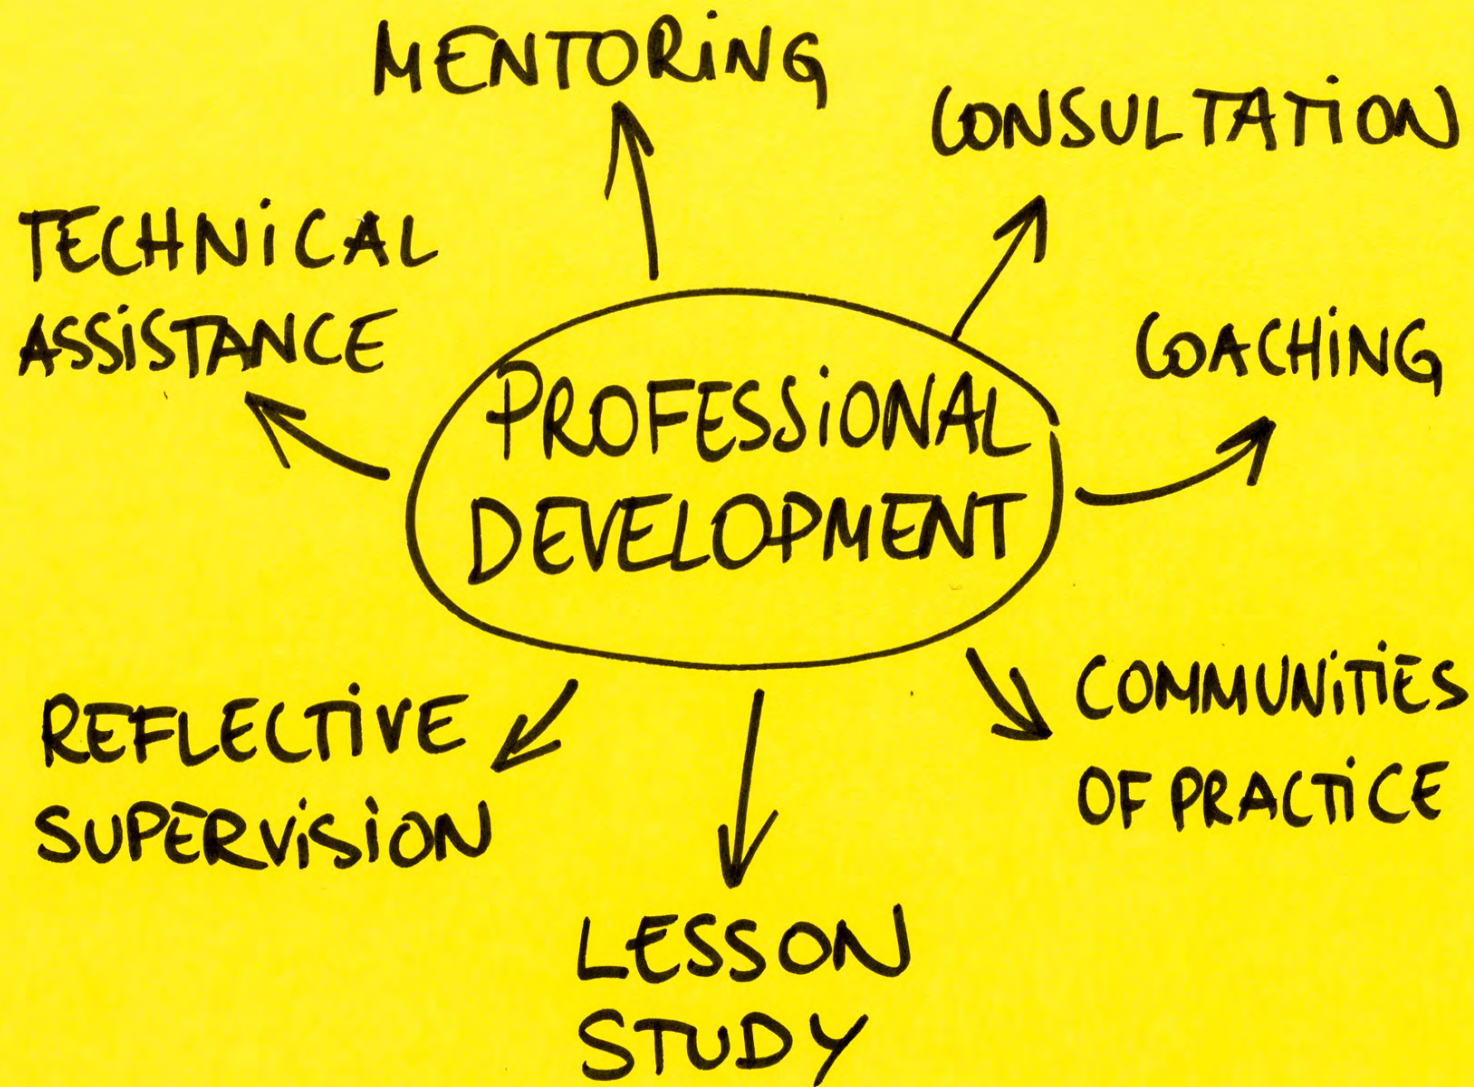 MENTORiNG
CONSULTATiON
TECHNiCAL
ASSiSTANCE
COACHiNG
PROFESSiONAL
DEVELOPMENT
REFLECTiVE
SUPERViSiON
COMMUNiTiES
OF PRACTiCE
LESSON
STUDY